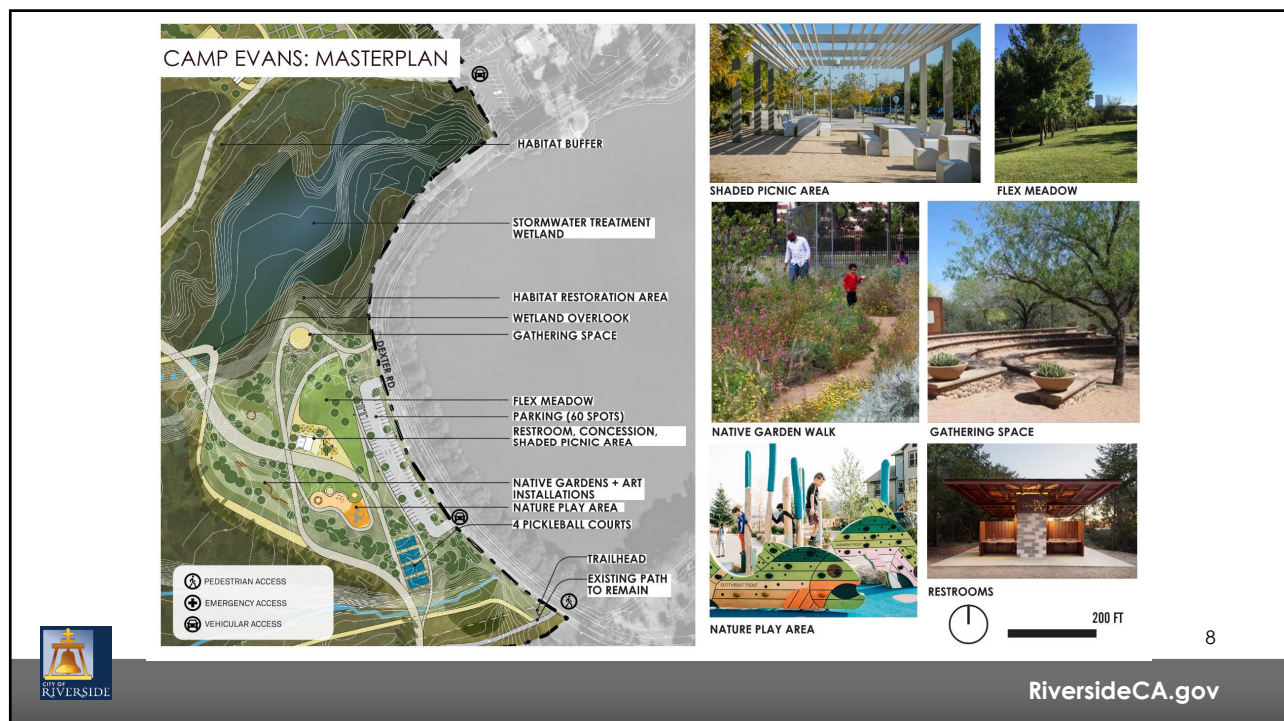 CAMP EVANS: MASTERPLAN
HABITAT BUFFER
STORMWATER TREATMENT
WETLAND
HABITAT RESTORATION AREA
WETLAND OVERLOOK
GATHERING SPACE
DEXTER RD.
FLEX MEADOW
PARKING (60 SPOTS)
RESTROOM, CONCESSION,
SHADED PICNIC AREA
NATIVE GARDENS + ART
INSTALLATIONS
NATURE PLAY AREA
4 PICKLEBALL COURTS
TRAILHEAD
EXISTING PATH
TO REMAIN
PEDESTRIAN ACCESS
EMERGENCY ACCESS
VEHICULAR ACCESS
SHADED PICNIC AREA
FLEX MEADOW
NATIVE GARDEN WALK
GATHERING SPACE
CUTTHROAT TROUT
NATURE PLAY AREA
RESTROOMS
200 FT
8
CITY OF
RIVERSIDE
RiversideCA.gov